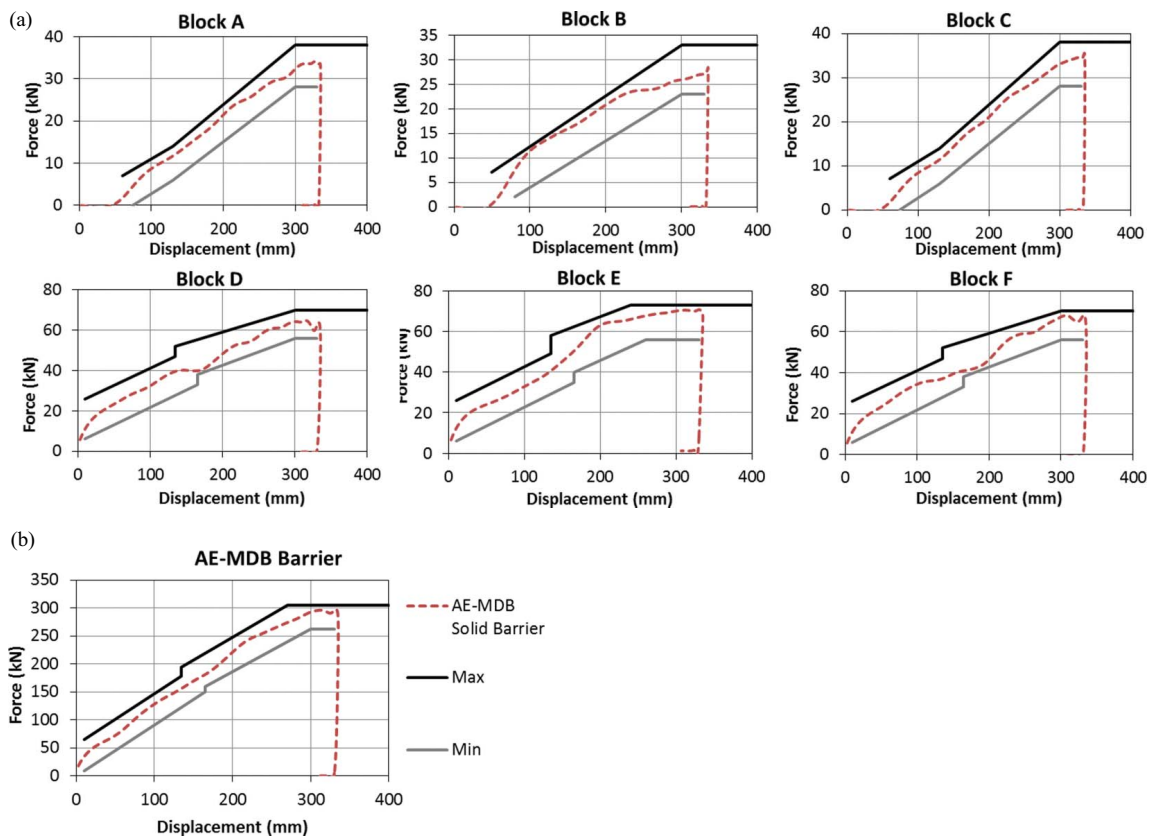 (a)
Block A
Block B
Block C
40
30
20
10
0
Force (kN)
0 100 200 300 400
Displacement (mm)
35
30
25
20
15
10
5
0
Force (kN)
0 100 200 300 400
Displacement (mm)
40
30
20
10
0
Force (kN)
0 100 200 300 400
Displacement (mm)
Block D
Block E
Block F
80
60
40
20
0
Force (kN)
0 100 200 300 400
Displacement (mm)
80
60
40
20
0
Force (kN)
0 100 200 300 400
Displacement (mm)
80
60
40
20
0
Force (kN)
0 100 200 300 400
Displacement (mm)
(b)
AE-MDB Barrier
350
300
250
200
150
100
50
0
Force (kN)
0 100 200 300 400
Displacement (mm)
AE-MDB
Solid Barrier
Max
Min